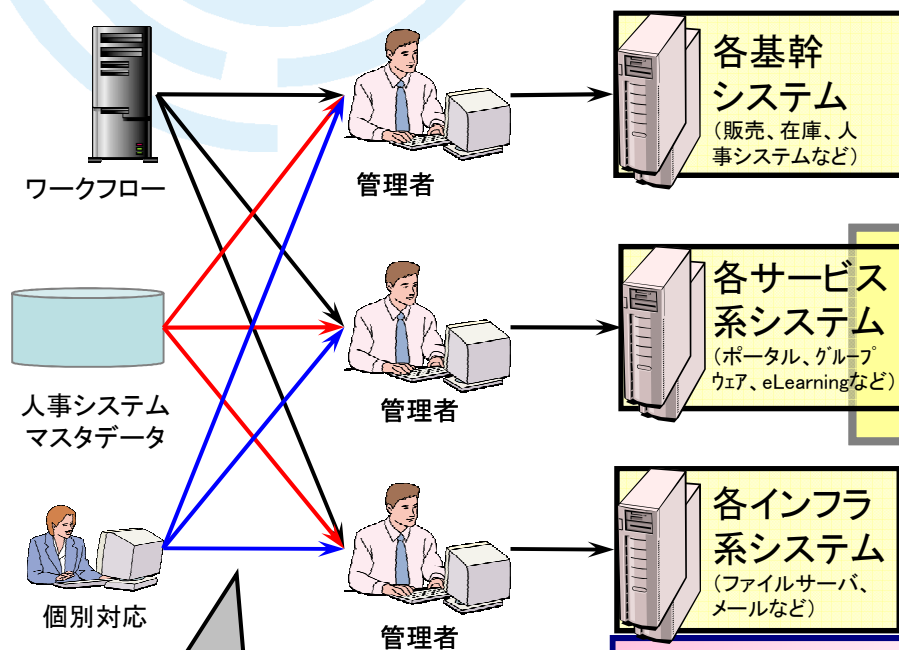 ワークフロー
管理者
各基幹
システム
(販売、在庫、人
事システムなど)
人事システム
マスタデータ
管理者
各サービス
系システム
(ポータル、グループ
ウェア、eLearningなど)
個別対応
管理者
各インフラ
系システム
(ファイルサーバ、
メールなど)